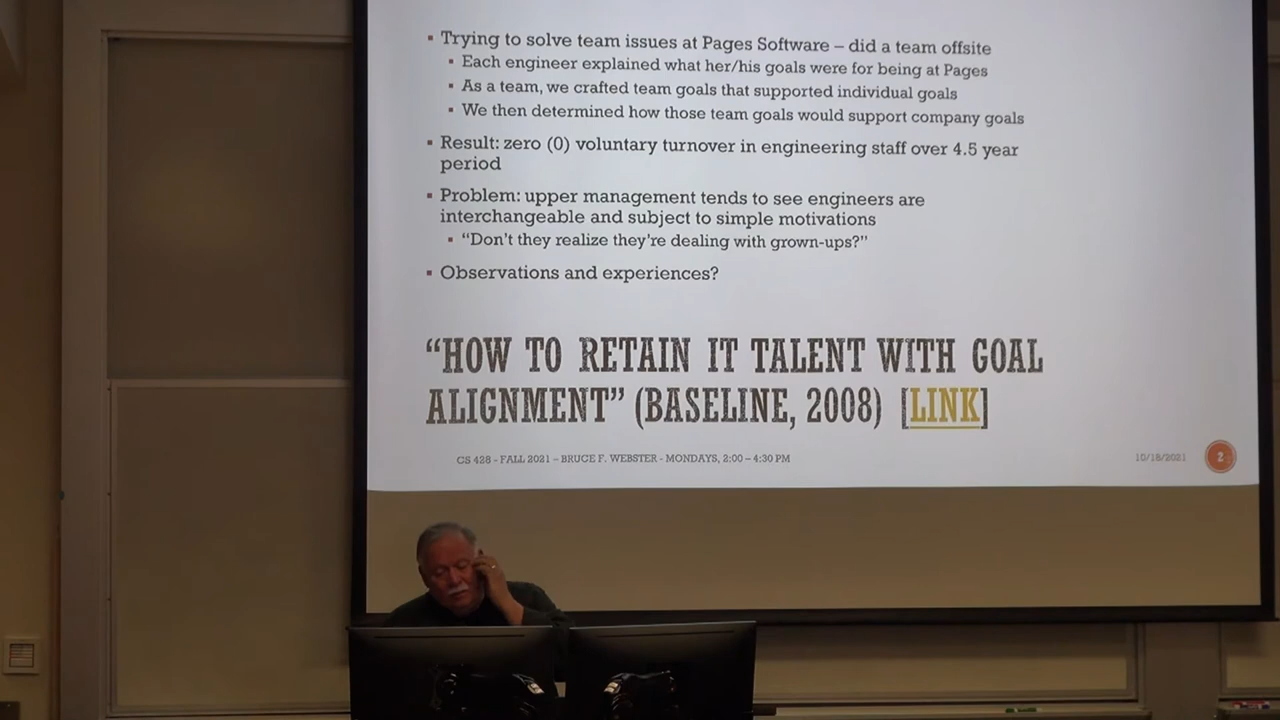 Trying to solve team issues at Pages Software – did a team offsite
Each engineer explained what her/his goals were for being at Pages
As a team, we crafted team goals that supported individual goals
We then determined how those team goals would support company goals
Result: zero (0) voluntary turnover in engineering staff over 4.5 year
period
Problem: upper management tends to see engineers are
interchangeable and subject to simple motivations
“Don’t they realize they’re dealing with grown-ups?”
Observations and experiences?
“HOW TO RETAIN IT TALENT WITH GOAL
ALIGNMENT” (BASELINE, 2008) [LINK]
CS 428 - FALL 2021 – BRUCE F. WEBSTER - MONDAYS, 2:00 – 4:30 PM
10/18/2021
2